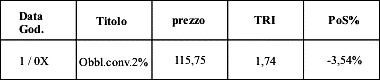 Data God.
Titolo
prezzo
TRI
PoS%
1 / 0X
Obbl.conv.2%
115,75
1,74
-3,54%